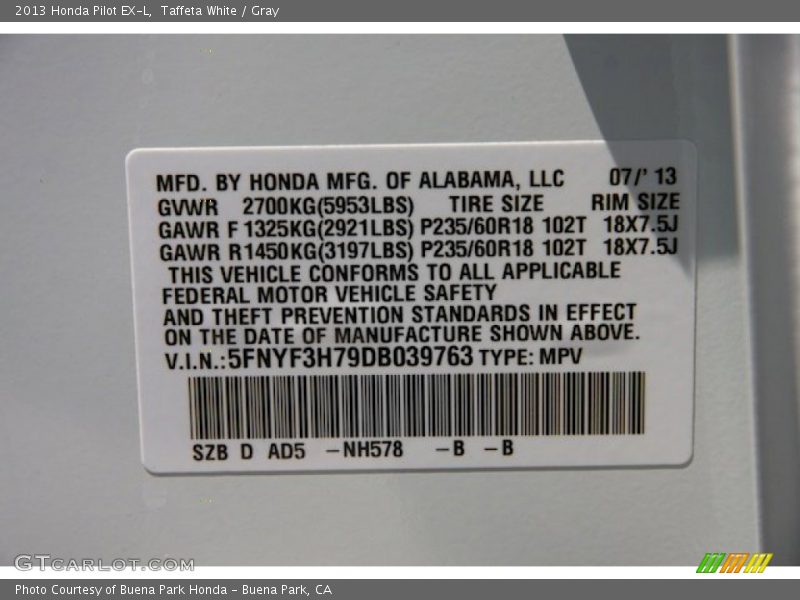 2013 Honda Pilot EX-L, Taffeta White / Gray
MFD. BY HONDA MFG. OF ALABAMA, LLC 07/' 13
GVWR 2700KG(5953LBS) TIRE SIZE RIM SIZE
GAWR F 1325KG(2921LBS) P235/60R18 102T 18X7.5J
GAWR R1450KG(3197LBS) P235/60R18 102T 18X7.5J
THIS VEHICLE CONFORMS TO ALL APPLICABLE
FEDERAL MOTOR VEHICLE SAFETY
AND THEFT PREVENTION STANDARDS IN EFFECT
ON THE DATE OF MANUFACTURE SHOWN ABOVE.
V.I.N.:5FNYF3H79DB039763 TYPE: MPV
SZB D AD5 -NH578 -B -B
GTCARLOT.COM
Photo Courtesy of Buena Park Honda - Buena Park, CA